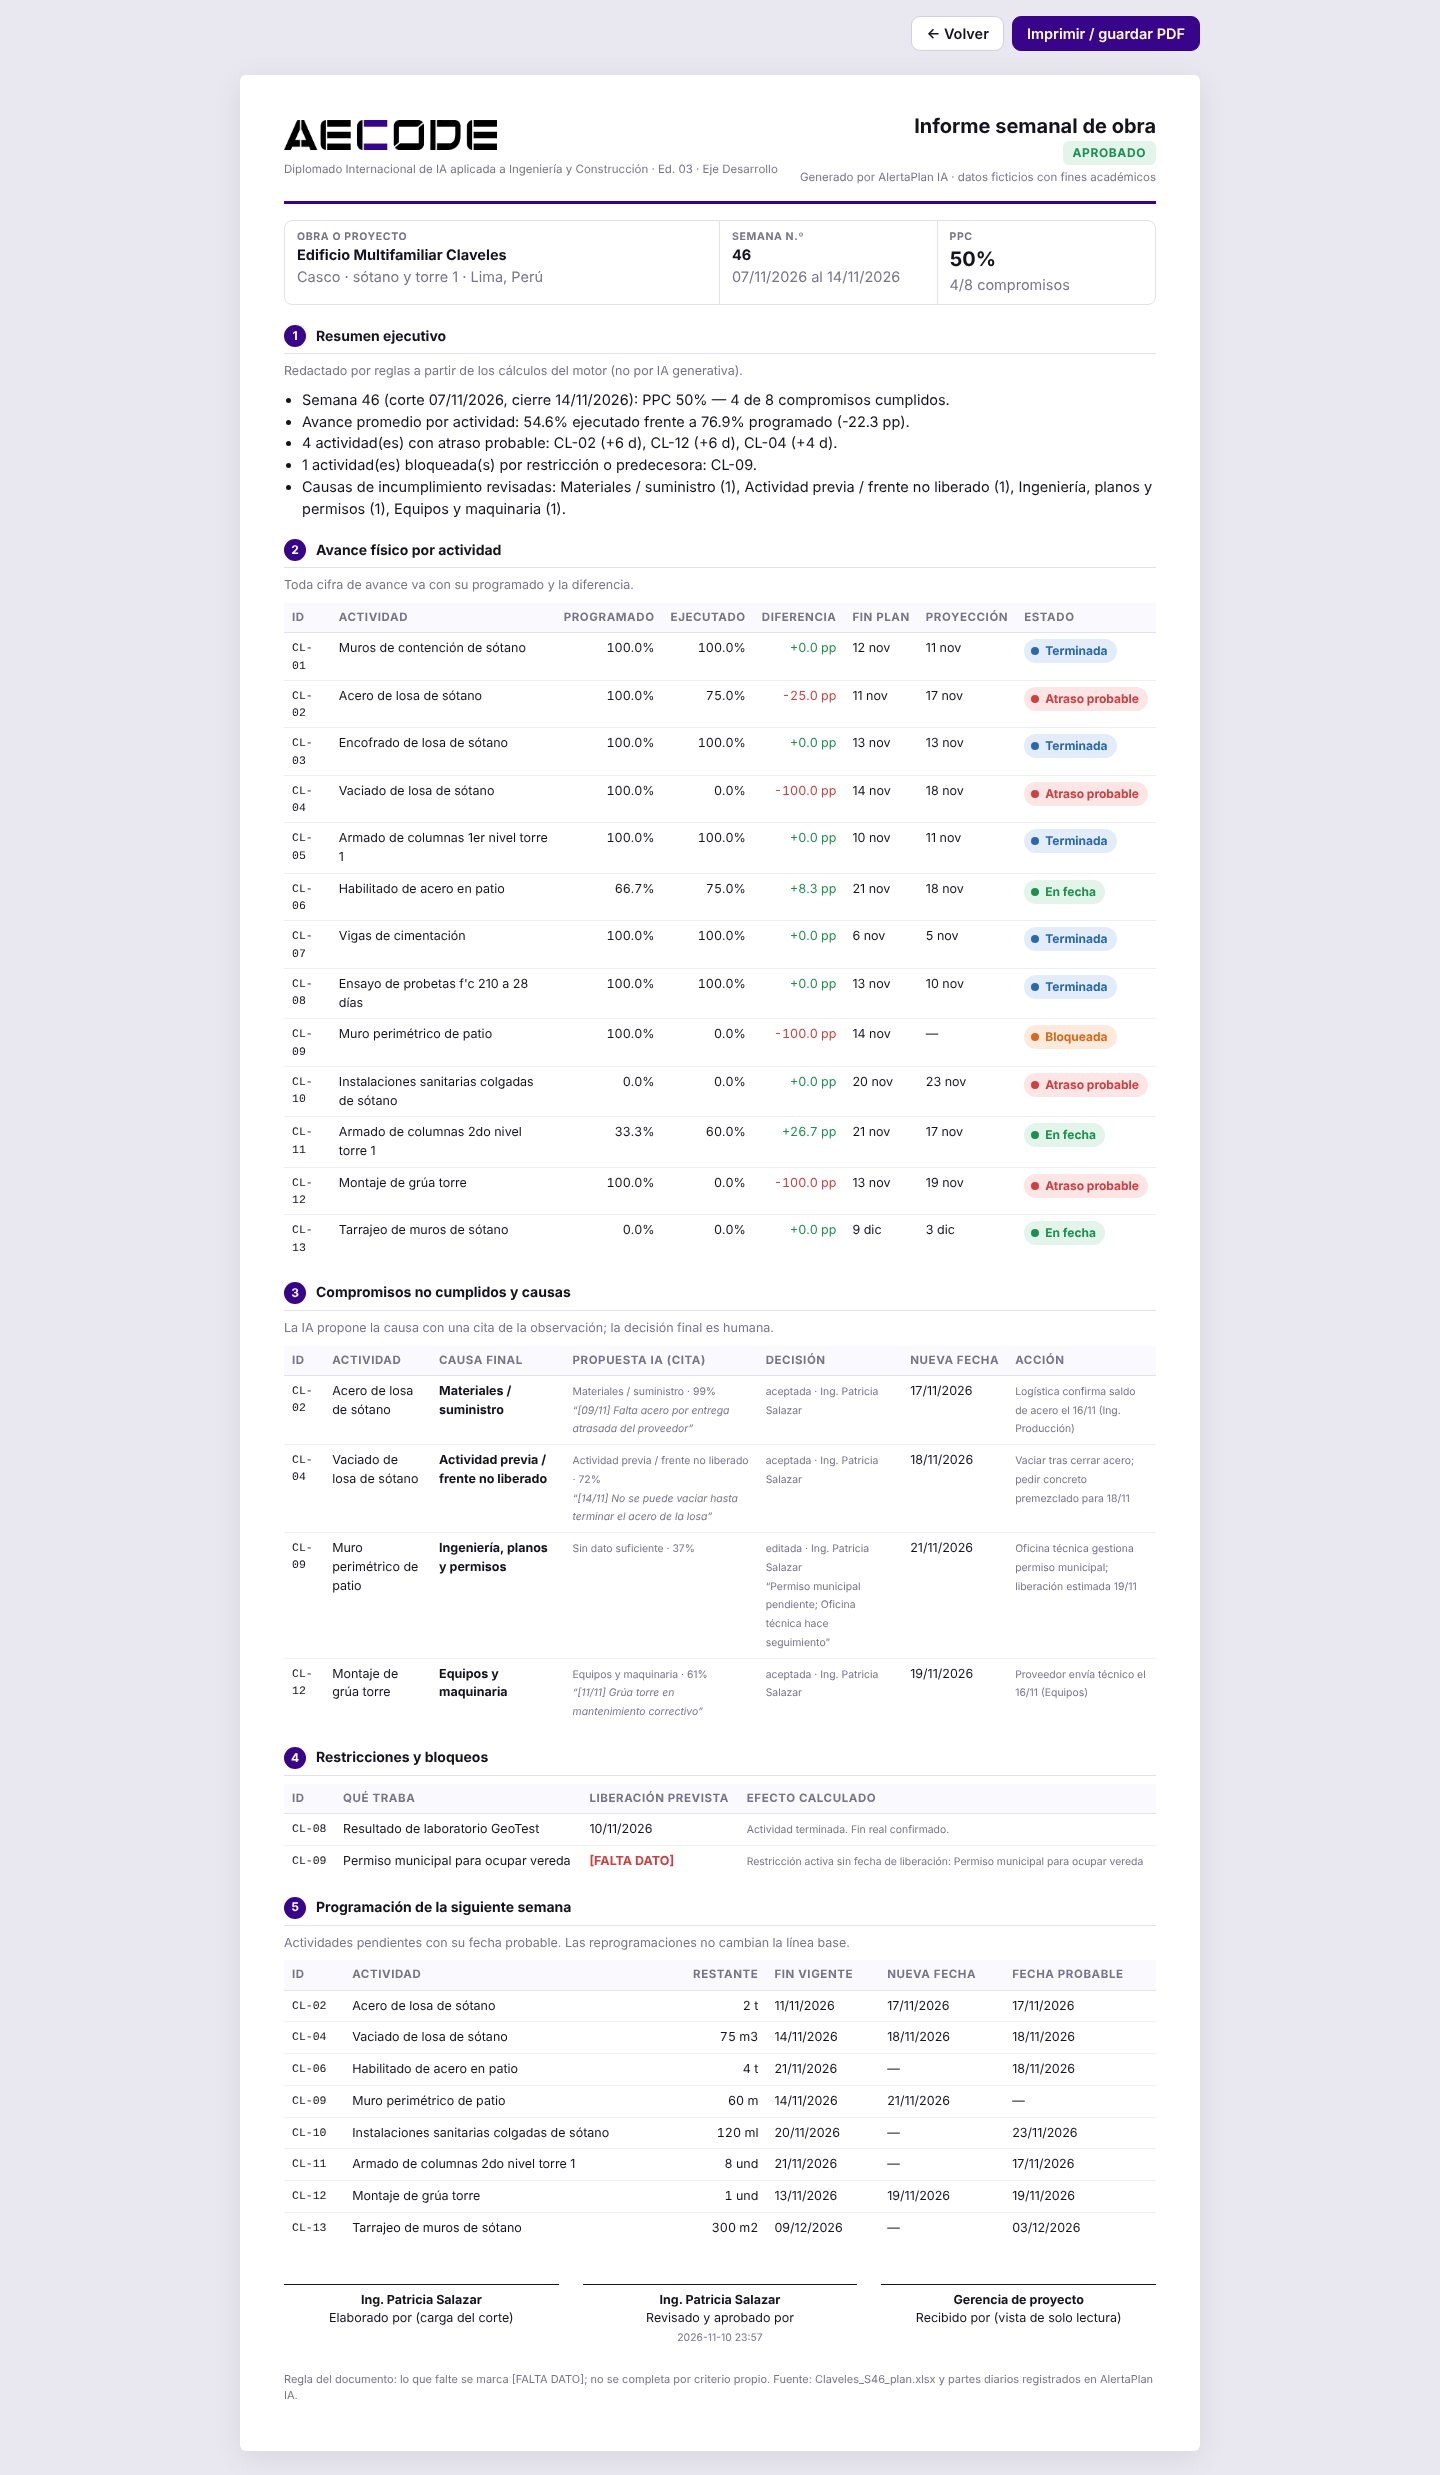 ← Volver
Imprimir / guardar PDF
AECODE
Diplomado Internacional de IA aplicada a Ingeniería y Construcción · Ed. 03 · Eje Desarrollo
Informe semanal de obra
APROBADO
Generado por AlertaPlan IA · datos ficticios con fines académicos
OBRA O PROYECTO
Edificio Multifamiliar Claveles
Casco · sótano y torre 1 · Lima, Perú
SEMANA N.º
46
07/11/2026 al 14/11/2026
PPC
50%
4/8 compromisos
1 Resumen ejecutivo
Redactado por reglas a partir de los cálculos del motor (no por IA generativa).
• Semana 46 (corte 07/11/2026, cierre 14/11/2026): PPC 50% — 4 de 8 compromisos cumplidos.
• Avance promedio por actividad: 54.6% ejecutado frente a 76.9% programado (-22.3 pp).
• 4 actividad(es) con atraso probable: CL-02 (+6 d), CL-12 (+6 d), CL-04 (+4 d).
• 1 actividad(es) bloqueada(s) por restricción o predecesora: CL-09.
• Causas de incumplimiento revisadas: Materiales / suministro (1), Actividad previa / frente no liberado (1), Ingeniería, planos y
permisos (1), Equipos y maquinaria (1).
2 Avance físico por actividad
Toda cifra de avance va con su programado y la diferencia.
ID ACTIVIDAD PROGRAMADO EJECUTADO DIFERENCIA FIN PLAN PROYECCIÓN ESTADO
CL- Muros de contención de sótano 100.0% 100.0% +0.0 pp 12 nov 11 nov Terminada
01
CL- Acero de losa de sótano 100.0% 75.0% -25.0 pp 11 nov 17 nov Atraso probable
02
CL- Encofrado de losa de sótano 100.0% 100.0% +0.0 pp 13 nov 13 nov Terminada
03
CL- Vaciado de losa de sótano 100.0% 0.0% -100.0 pp 14 nov 18 nov Atraso probable
04
CL- Armado de columnas 1er nivel torre 100.0% 100.0% +0.0 pp 10 nov 11 nov Terminada
05 1
CL- Habilitado de acero en patio 66.7% 75.0% +8.3 pp 21 nov 18 nov En fecha
06
CL- Vigas de cimentación 100.0% 100.0% +0.0 pp 6 nov 5 nov Terminada
07
CL- Ensayo de probetas f'c 210 a 28 100.0% 100.0% +0.0 pp 13 nov 10 nov Terminada
08 días
CL- Muro perimétrico de patio 100.0% 0.0% -100.0 pp 14 nov — Bloqueada
09
CL- Instalaciones sanitarias colgadas 0.0% 0.0% +0.0 pp 20 nov 23 nov Atraso probable
10 de sótano
CL- Armado de columnas 2do nivel 33.3% 60.0% +26.7 pp 21 nov 17 nov En fecha
11 torre 1
CL- Montaje de grúa torre 100.0% 0.0% -100.0 pp 13 nov 19 nov Atraso probable
12
CL- Tarrajeo de muros de sótano 0.0% 0.0% +0.0 pp 9 dic 3 dic En fecha
13
3 Compromisos no cumplidos y causas
La IA propone la causa con una cita de la observación; la decisión final es humana.
ID ACTIVIDAD CAUSA FINAL PROPUESTA IA (CITA) DECISIÓN NUEVA FECHA ACCIÓN
CL- Acero de losa Materiales / Materiales / suministro · 99% aceptada · Ing. Patricia 17/11/2026 Logística confirma saldo
02 de sótano suministro “[09/11] Falta acero por entrega Salazar de acero el 16/11 (Ing.
atrasada del proveedor” Producción)
CL- Vaciado de Actividad previa / Actividad previa / frente no liberado aceptada · Ing. Patricia 18/11/2026 Vaciar tras cerrar acero;
04 losa de sótano frente no liberado · 72% Salazar pedir concreto
“[14/11] No se puede vaciar hasta premezclado para 18/11
terminar el acero de la losa”
CL- Muro Ingeniería, planos Sin dato suficiente · 37% editada · Ing. Patricia 21/11/2026 Oficina técnica gestiona
09 perimétrico de y permisos Salazar permiso municipal;
patio “Permiso municipal liberación estimada 19/11
pendiente; Oficina
técnica hace
seguimiento”
CL- Montaje de Equipos y Equipos y maquinaria · 61% aceptada · Ing. Patricia 19/11/2026 Proveedor envía técnico el
12 grúa torre maquinaria “[11/11] Grúa torre en Salazar 16/11 (Equipos)
mantenimiento correctivo”
4 Restricciones y bloqueos
ID QUÉ TRABA LIBERACIÓN PREVISTA EFECTO CALCULADO
CL-08 Resultado de laboratorio GeoTest 10/11/2026 Actividad terminada. Fin real confirmado.
CL-09 Permiso municipal para ocupar vereda [FALTA DATO] Restricción activa sin fecha de liberación: Permiso municipal para ocupar vereda
5 Programación de la siguiente semana
Actividades pendientes con su fecha probable. Las reprogramaciones no cambian la línea base.
ID ACTIVIDAD RESTANTE FIN VIGENTE NUEVA FECHA FECHA PROBABLE
CL-02 Acero de losa de sótano 2 t 11/11/2026 17/11/2026 17/11/2026
CL-04 Vaciado de losa de sótano 75 m3 14/11/2026 18/11/2026 18/11/2026
CL-06 Habilitado de acero en patio 4 t 21/11/2026 — 18/11/2026
CL-09 Muro perimétrico de patio 60 m 14/11/2026 21/11/2026 —
CL-10 Instalaciones sanitarias colgadas de sótano 120 ml 20/11/2026 — 23/11/2026
CL-11 Armado de columnas 2do nivel torre 1 8 und 21/11/2026 — 17/11/2026
CL-12 Montaje de grúa torre 1 und 13/11/2026 19/11/2026 19/11/2026
CL-13 Tarrajeo de muros de sótano 300 m2 09/12/2026 — 03/12/2026
Ing. Patricia Salazar
Elaborado por (carga del corte)
Ing. Patricia Salazar
Revisado y aprobado por
2026-11-10 23:57
Gerencia de proyecto
Recibido por (vista de solo lectura)
Regla del documento: lo que falte se marca [FALTA DATO]; no se completa por criterio propio. Fuente: Claveles_S46_plan.xlsx y partes diarios registrados en AlertaPlan
IA.